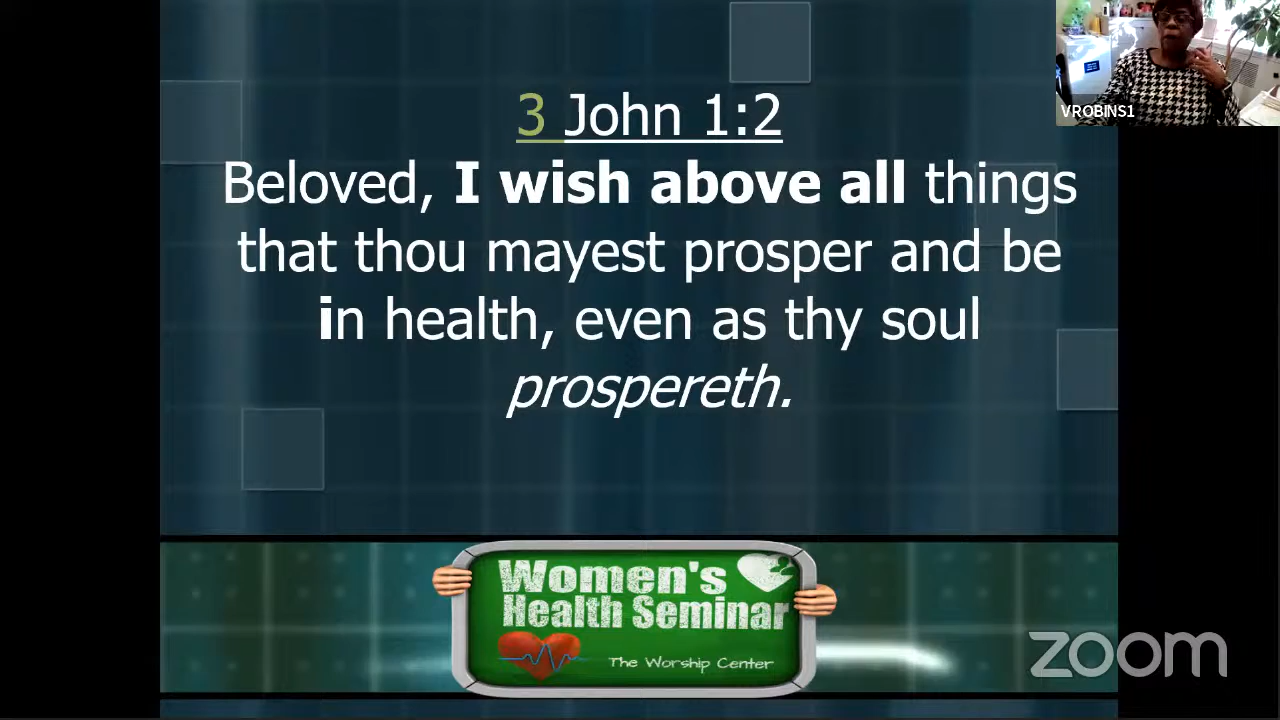 VROBINS1
3 John 1:2
Beloved, I wish above all things
that thou mayest prosper and be
in health, even as thy soul
prospereth.
Women's
Health Seminar
The Worship Center
zoom